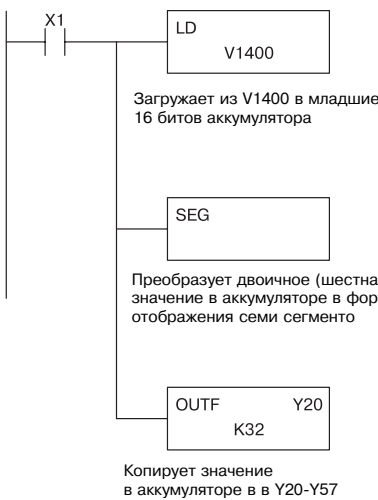 X1
LD
V1400
Загружает из V1400 в младшие
16 битов аккумулятора
SEG
Преобразует двоичное (шестна
значение в аккумуляторе в фор
отображения семи сегменто
OUTF Y20
K32
Копирует значение
в аккумуляторе в в Y20-Y57